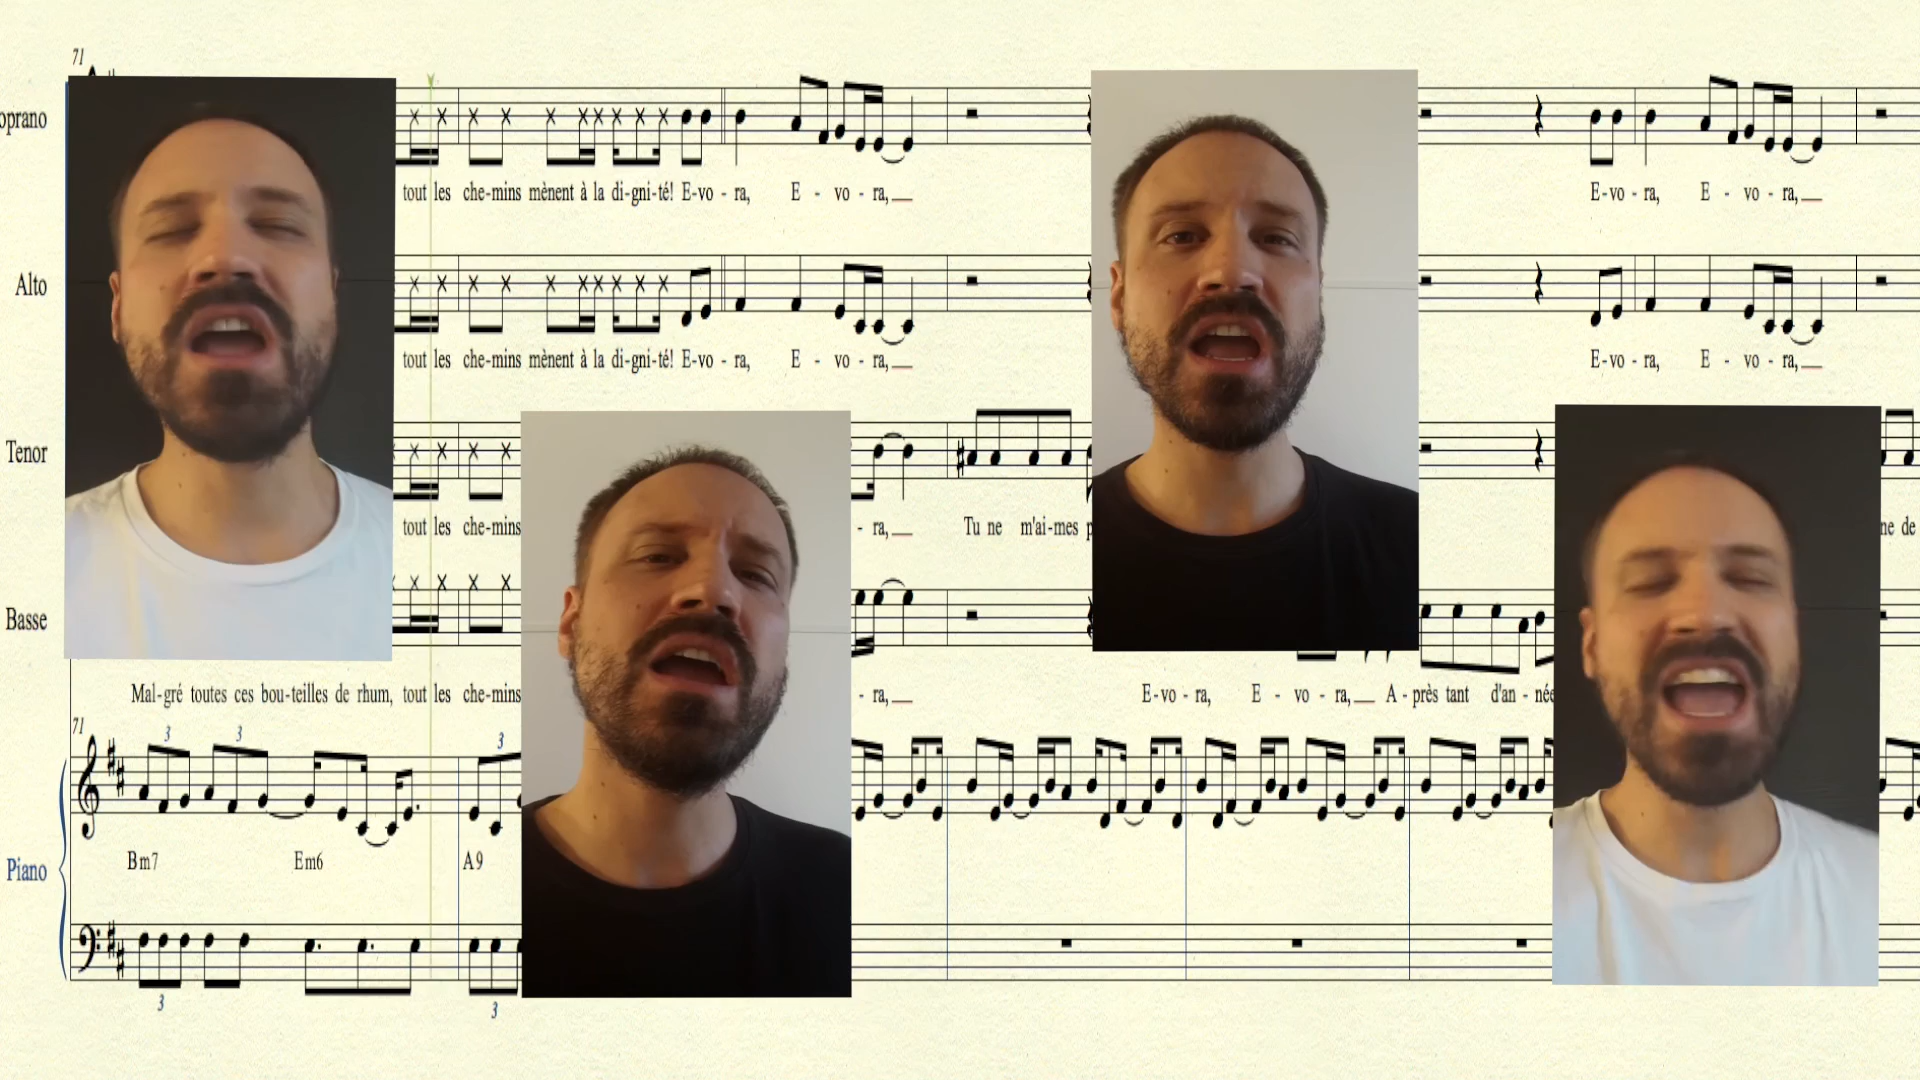 71
oprano
tout les che-mins mènent à la di-gni-té! E-vo - ra, E - vo - ra, E-vo - ra, E - vo - ra,
Alto
tout les che-mins mènent à la di-gni-té! E-vo - ra, E - vo - ra, E-vo - ra, E - vo - ra,
Tenor
tout les che-mins - ra, Tu ne m'ai-mes ne de
Basse
Mal-gré toutes ces bou-teilles de rhum, tout les che-mins - ra, E-vo - ra, E - vo - ra, A-près tant d'an - née
71
3 3 3
Bm7 Em6 A9
Piano
3 3